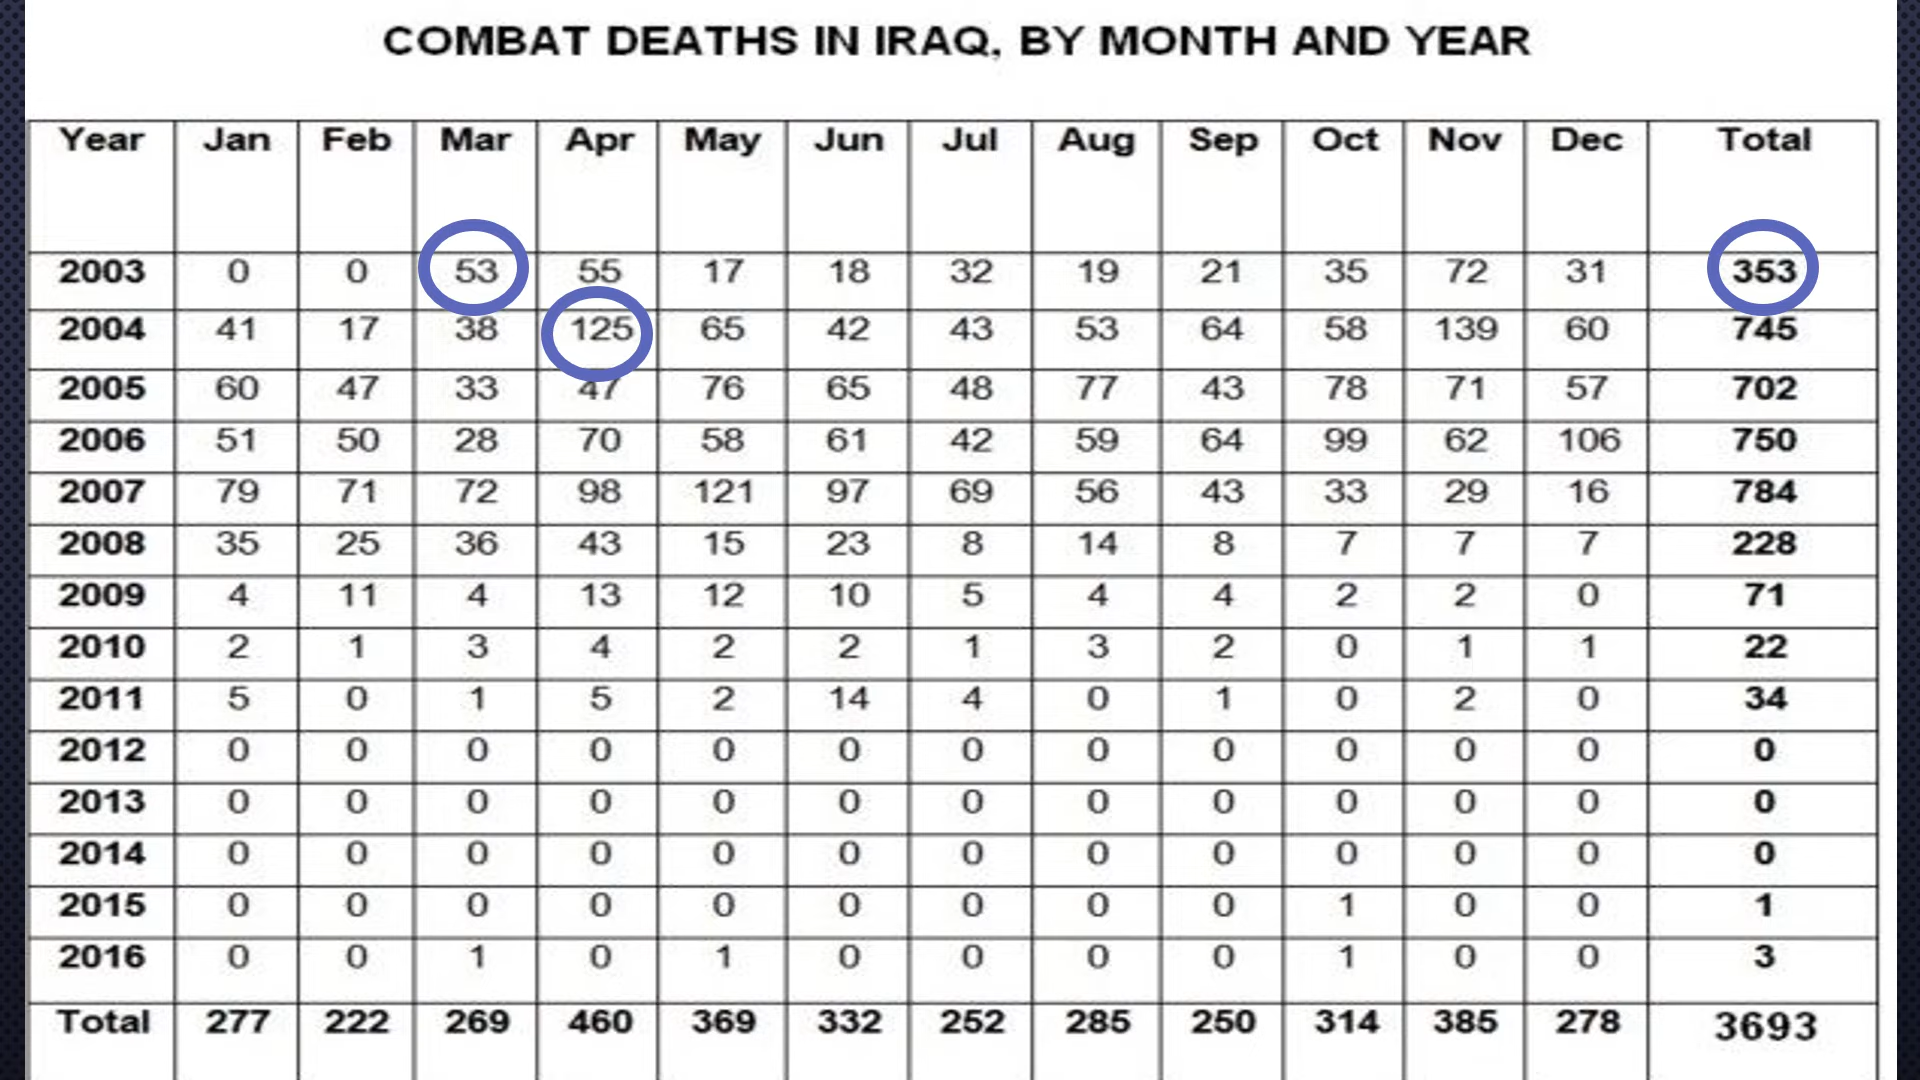 COMBAT DEATHS IN IRAQ, BY MONTH AND YEAR
Year Jan Feb Mar Apr May Jun Jul Aug Sep Oct Nov Dec Total
2003 0 0 53 55 17 18 32 19 21 35 72 31 353
2004 41 17 38 125 65 42 43 53 64 58 139 60 745
2005 60 47 33 47 76 65 48 77 43 78 71 57 702
2006 51 50 28 70 58 61 42 59 64 99 62 106 750
2007 79 71 72 98 121 97 69 56 43 33 29 16 784
2008 35 25 36 43 15 23 8 14 8 7 7 7 228
2009 4 11 4 13 12 10 5 4 4 2 2 0 71
2010 2 1 3 4 2 2 1 3 2 0 1 1 22
2011 5 0 1 5 2 14 4 0 1 0 2 0 34
2012 0 0 0 0 0 0 0 0 0 0 0 0 0
2013 0 0 0 0 0 0 0 0 0 0 0 0 0
2014 0 0 0 0 0 0 0 0 0 0 0 0 0
2015 0 0 0 0 0 0 0 0 0 1 0 0 1
2016 0 0 1 0 1 0 0 0 0 1 0 0 3
Total 277 222 269 460 369 332 252 285 250 314 385 278 3693